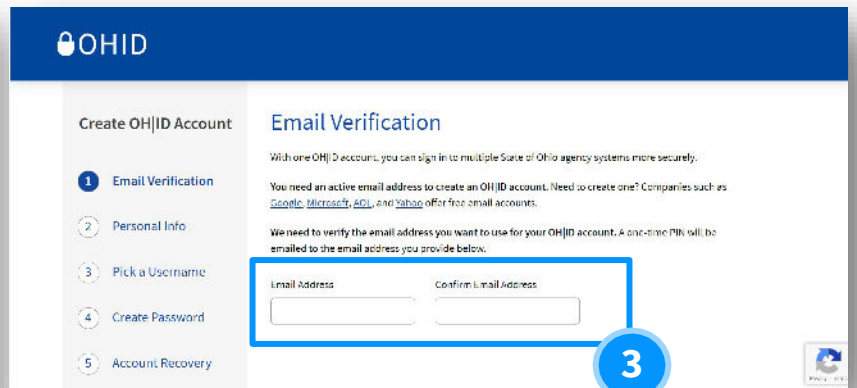 OHID
Create OH|ID Account
1 Email Verification
2 Personal Info
3 Pick a Username
4 Create Password
5 Account Recovery
Email Verification
With one OH|ID account, you can sign in to multiple State of Ohio agency systems more securely.
You need an active email address to create an OH|ID account. Need to create one? Companies such as
Google, Microsoft, AOL, and Yahoo offer free email accounts.
We need to verify the email address you want to use for your OH|ID account. A one-time PIN will be
emailed to the email address you provide below.
Email Address
Confirm Email Address
3